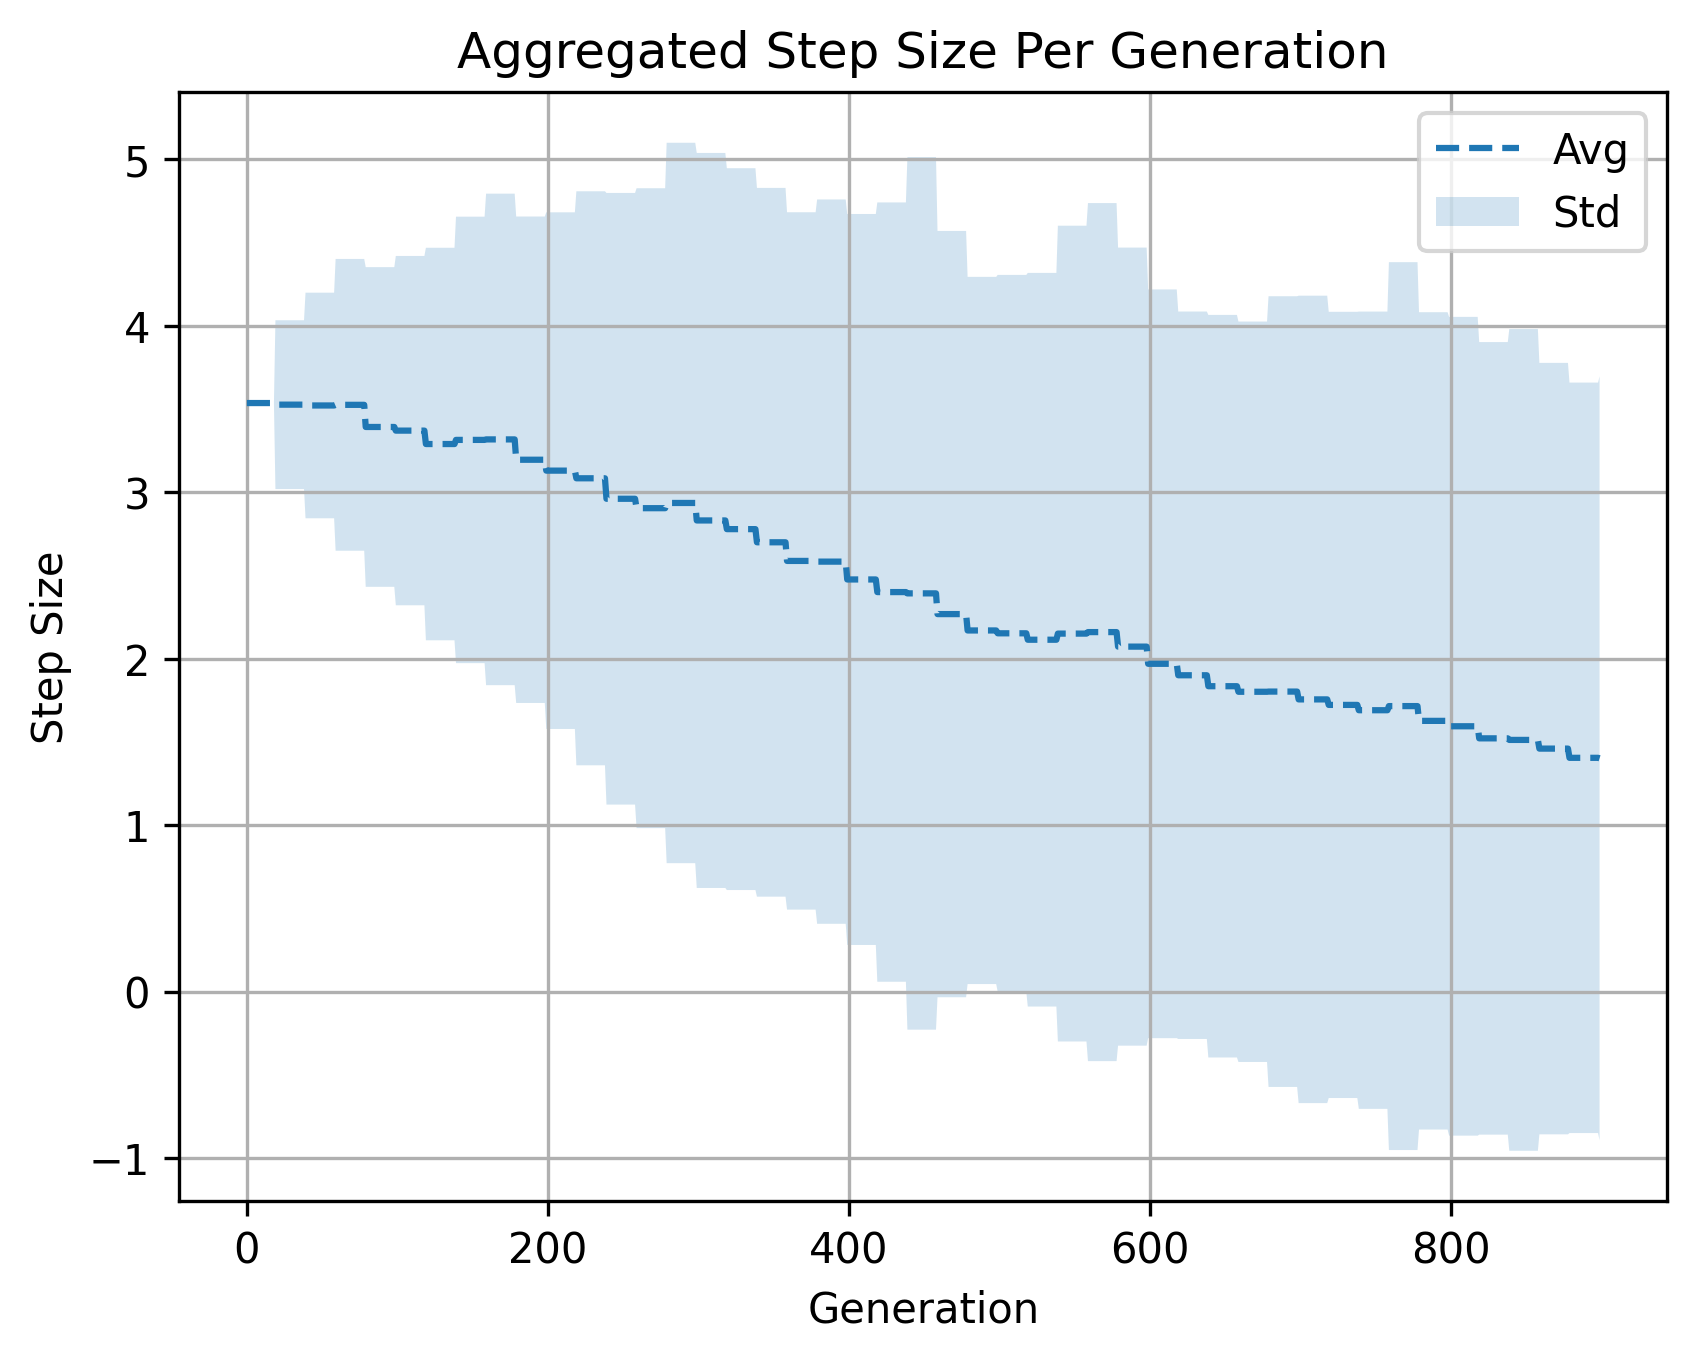 Aggregated Step Size Per Generation
Avg
Std
5
4
3
2
1
0
−1
Step Size
0 200 400 600 800
Generation